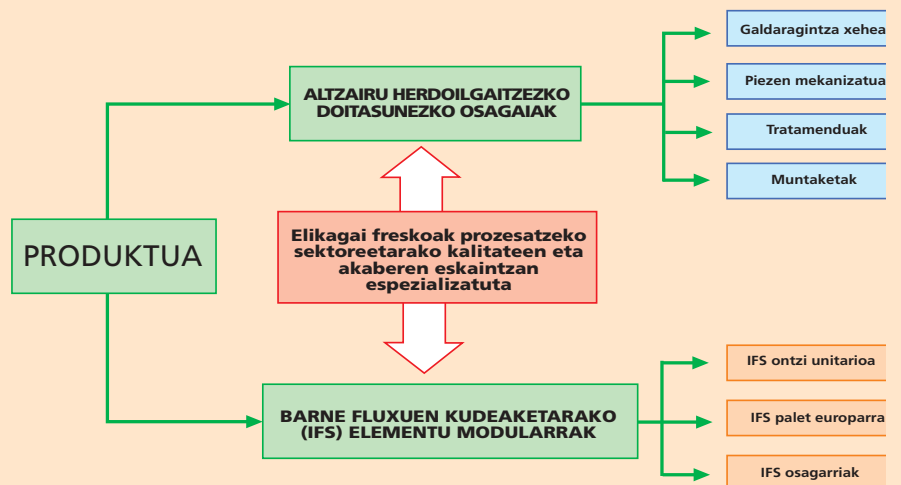 PRODUKTUA
ALTZAIRU HERDOILGAITZEZKO
DOITASUNEZKO OSAGAIAK
Galdaragintza xehea
Piezen mekanizatua
Tratamenduak
Muntaketak
Elikagai freskoak prozesatzeko
sektoreetarako kalitateen eta
akaberen eskaintzan
espezializatuta
BARNE FLUXUEN KUDEAKETARAKO
(IFS) ELEMENTU MODULARRAK
IFS ontzi unitarioa
IFS palet europarra
IFS osagarriak